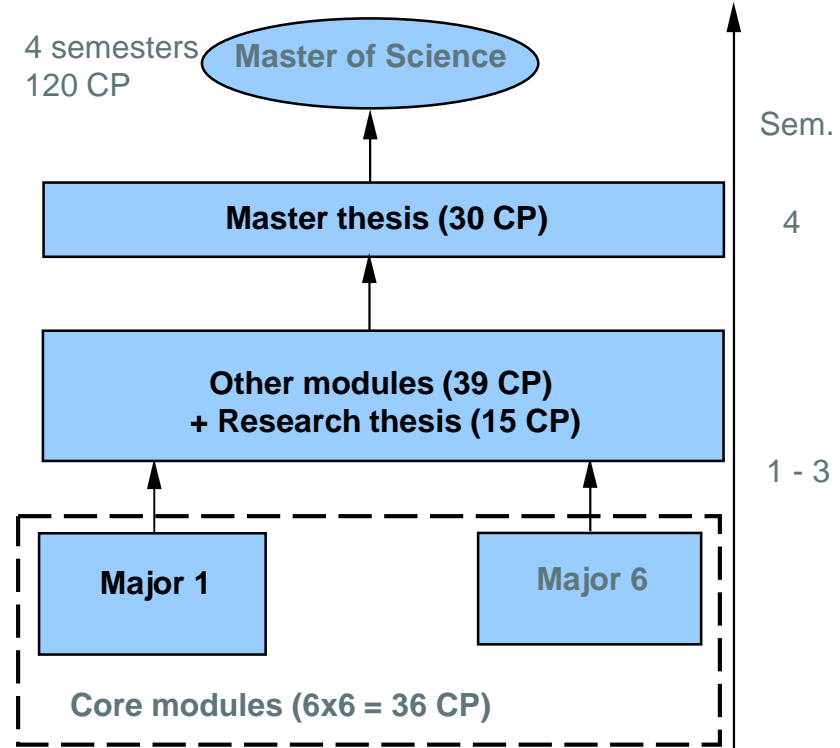 4 semesters
120 CP
Master of Science
Sem.
Master thesis (30 CP)
4
Other modules (39 CP)
+ Research thesis (15 CP)
1 - 3
Major 1
Major 6
Core modules (6x6 = 36 CP)